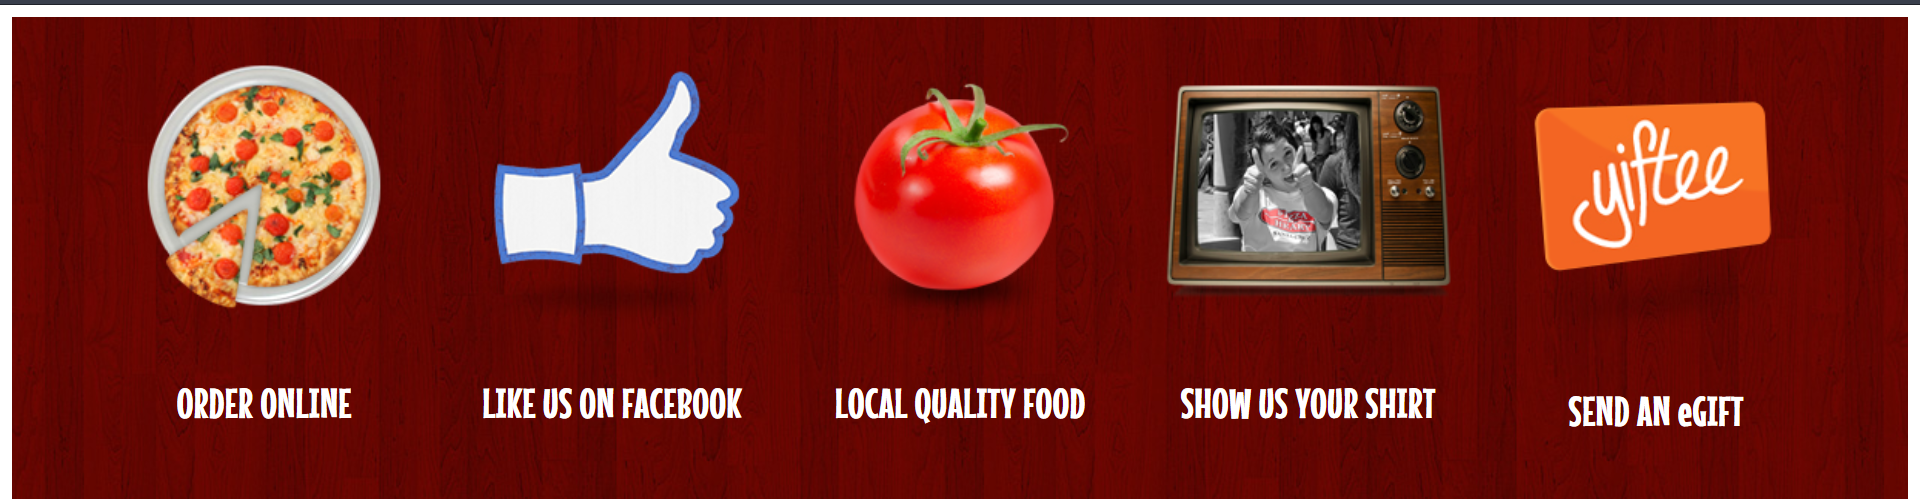 yiftee
ORDER ONLINE
LIKE US ON FACEBOOK
LOCAL QUALITY FOOD
SHOW US YOUR SHIRT
SEND AN eGIFT